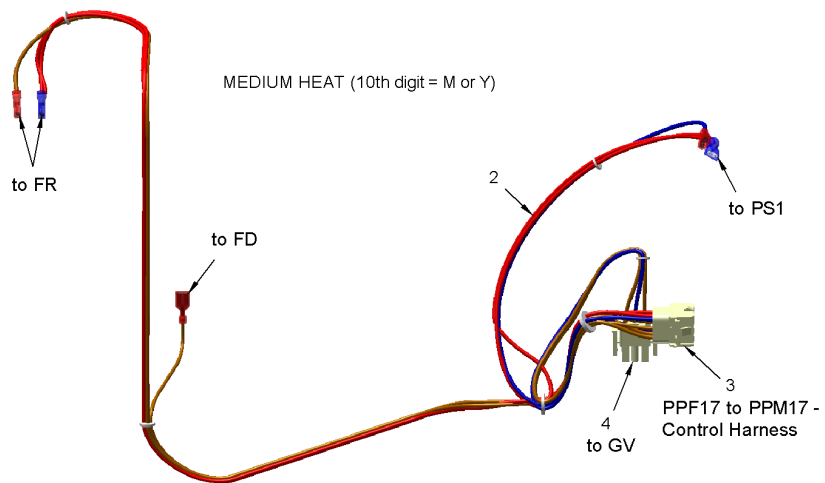 MEDIUM HEAT (10th digit = M or Y)
to FR
2
to PS1
to FD
3
PPF17 to PPM17 -
Control Harness
4
to GV